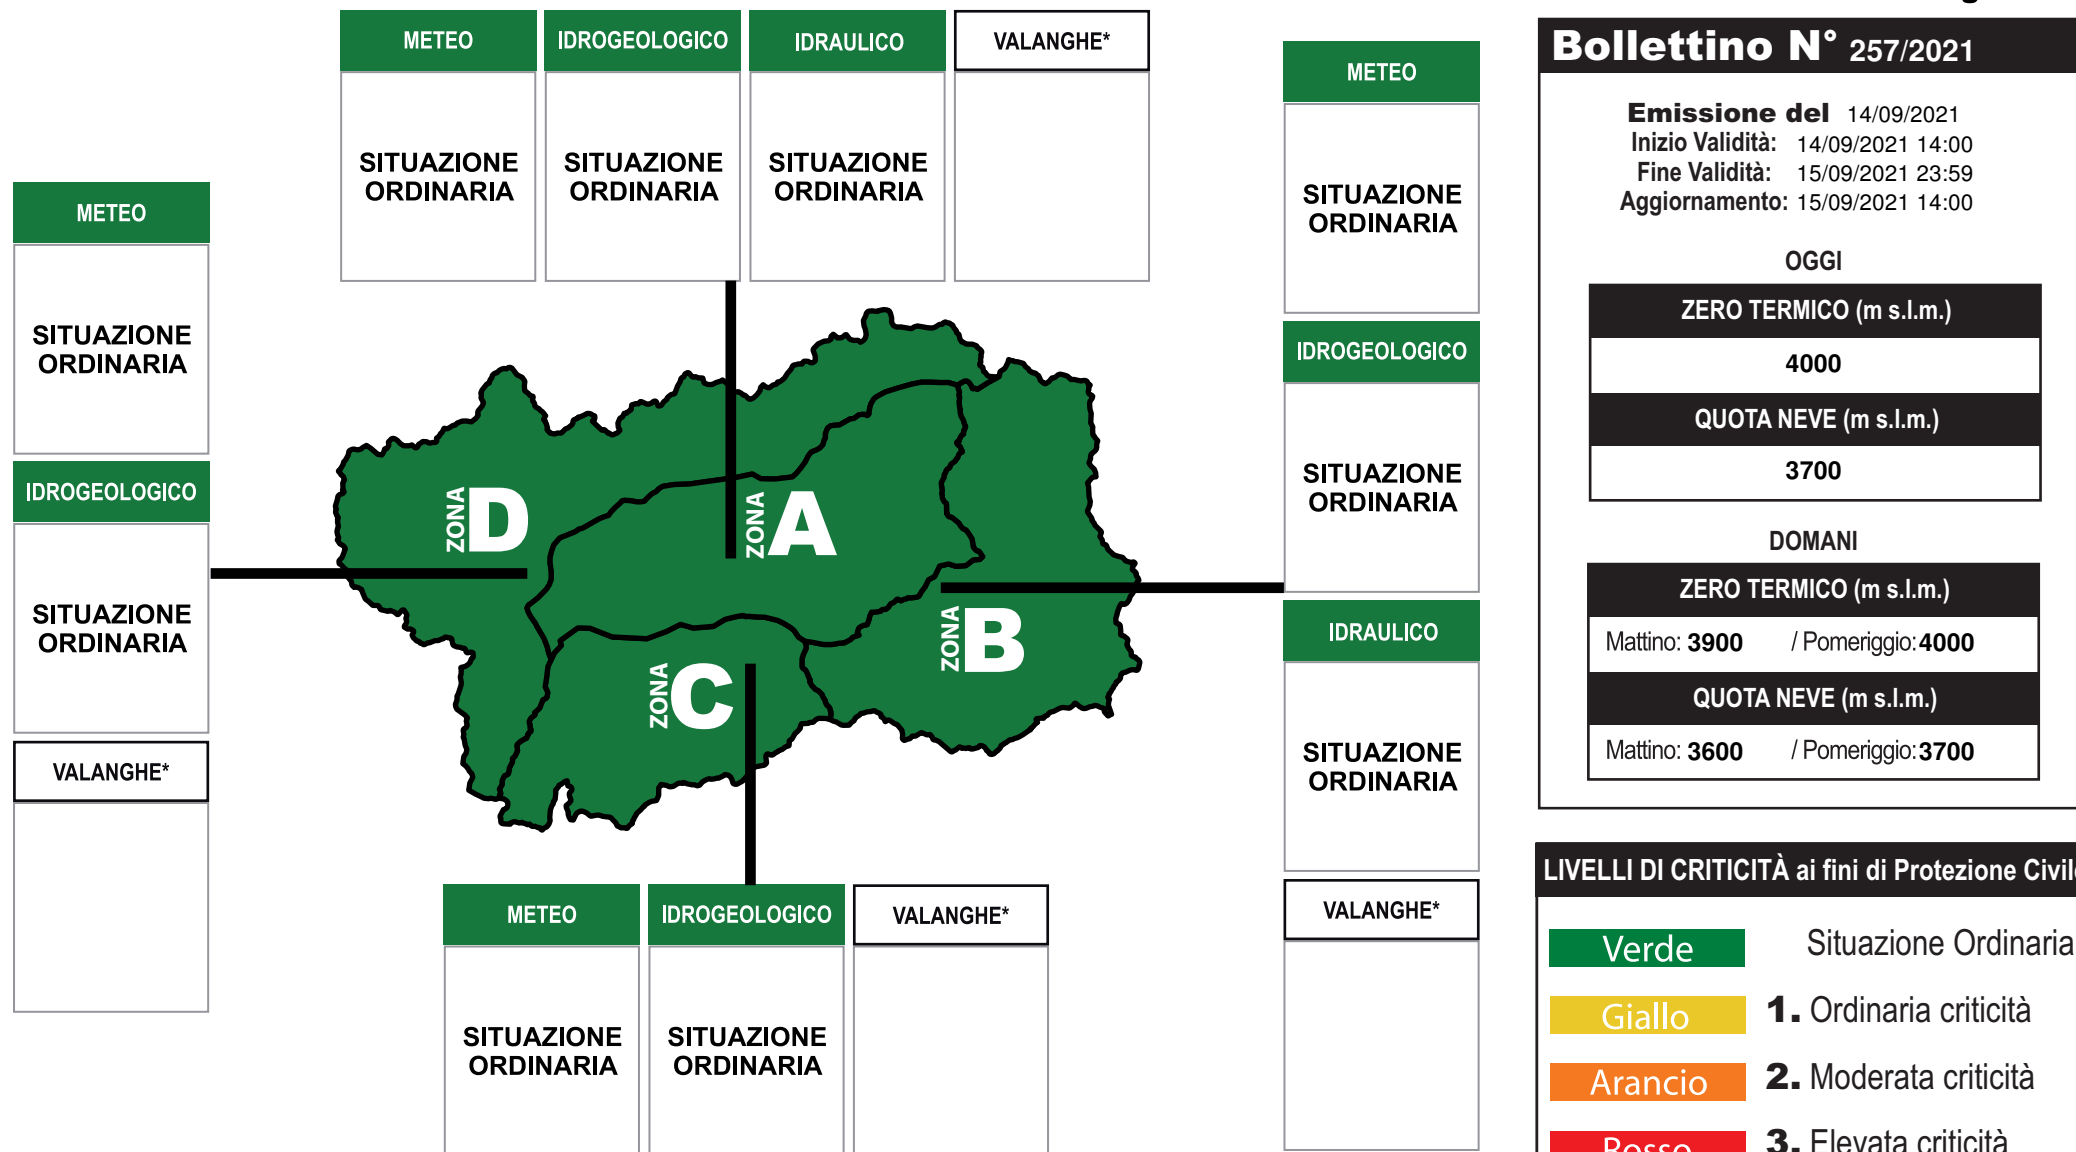 METEO
IDROGEOLOGICO
IDRAULICO
VALANGHE*
SITUAZIONE
ORDINARIA
SITUAZIONE
ORDINARIA
SITUAZIONE
ORDINARIA
METEO
SITUAZIONE
ORDINARIA
IDROGEOLOGICO
SITUAZIONE
ORDINARIA
VALANGHE*
ZONA D
ZONA A
ZONA B
ZONA C
METEO
SITUAZIONE
ORDINARIA
IDROGEOLOGICO
SITUAZIONE
ORDINARIA
IDRAULICO
SITUAZIONE
ORDINARIA
VALANGHE*
METEO
IDROGEOLOGICO
VALANGHE*
SITUAZIONE
ORDINARIA
SITUAZIONE
ORDINARIA
Bollettino N° 257/2021
Emissione del 14/09/2021
Inizio Validità: 14/09/2021 14:00
Fine Validità: 15/09/2021 23:59
Aggiornamento: 15/09/2021 14:00
OGGI
ZERO TERMICO (m s.l.m.)
4000
QUOTA NEVE (m s.l.m.)
3700
DOMANI
ZERO TERMICO (m s.l.m.)
Mattino: 3900 / Pomeriggio: 4000
QUOTA NEVE (m s.l.m.)
Mattino: 3600 / Pomeriggio: 3700
LIVELLI DI CRITICITÀ ai fini di Protezione Civile
Verde Situazione Ordinaria
Giallo 1. Ordinaria criticità
Arancio 2. Moderata criticità
Rosso 3. Elevata criticità